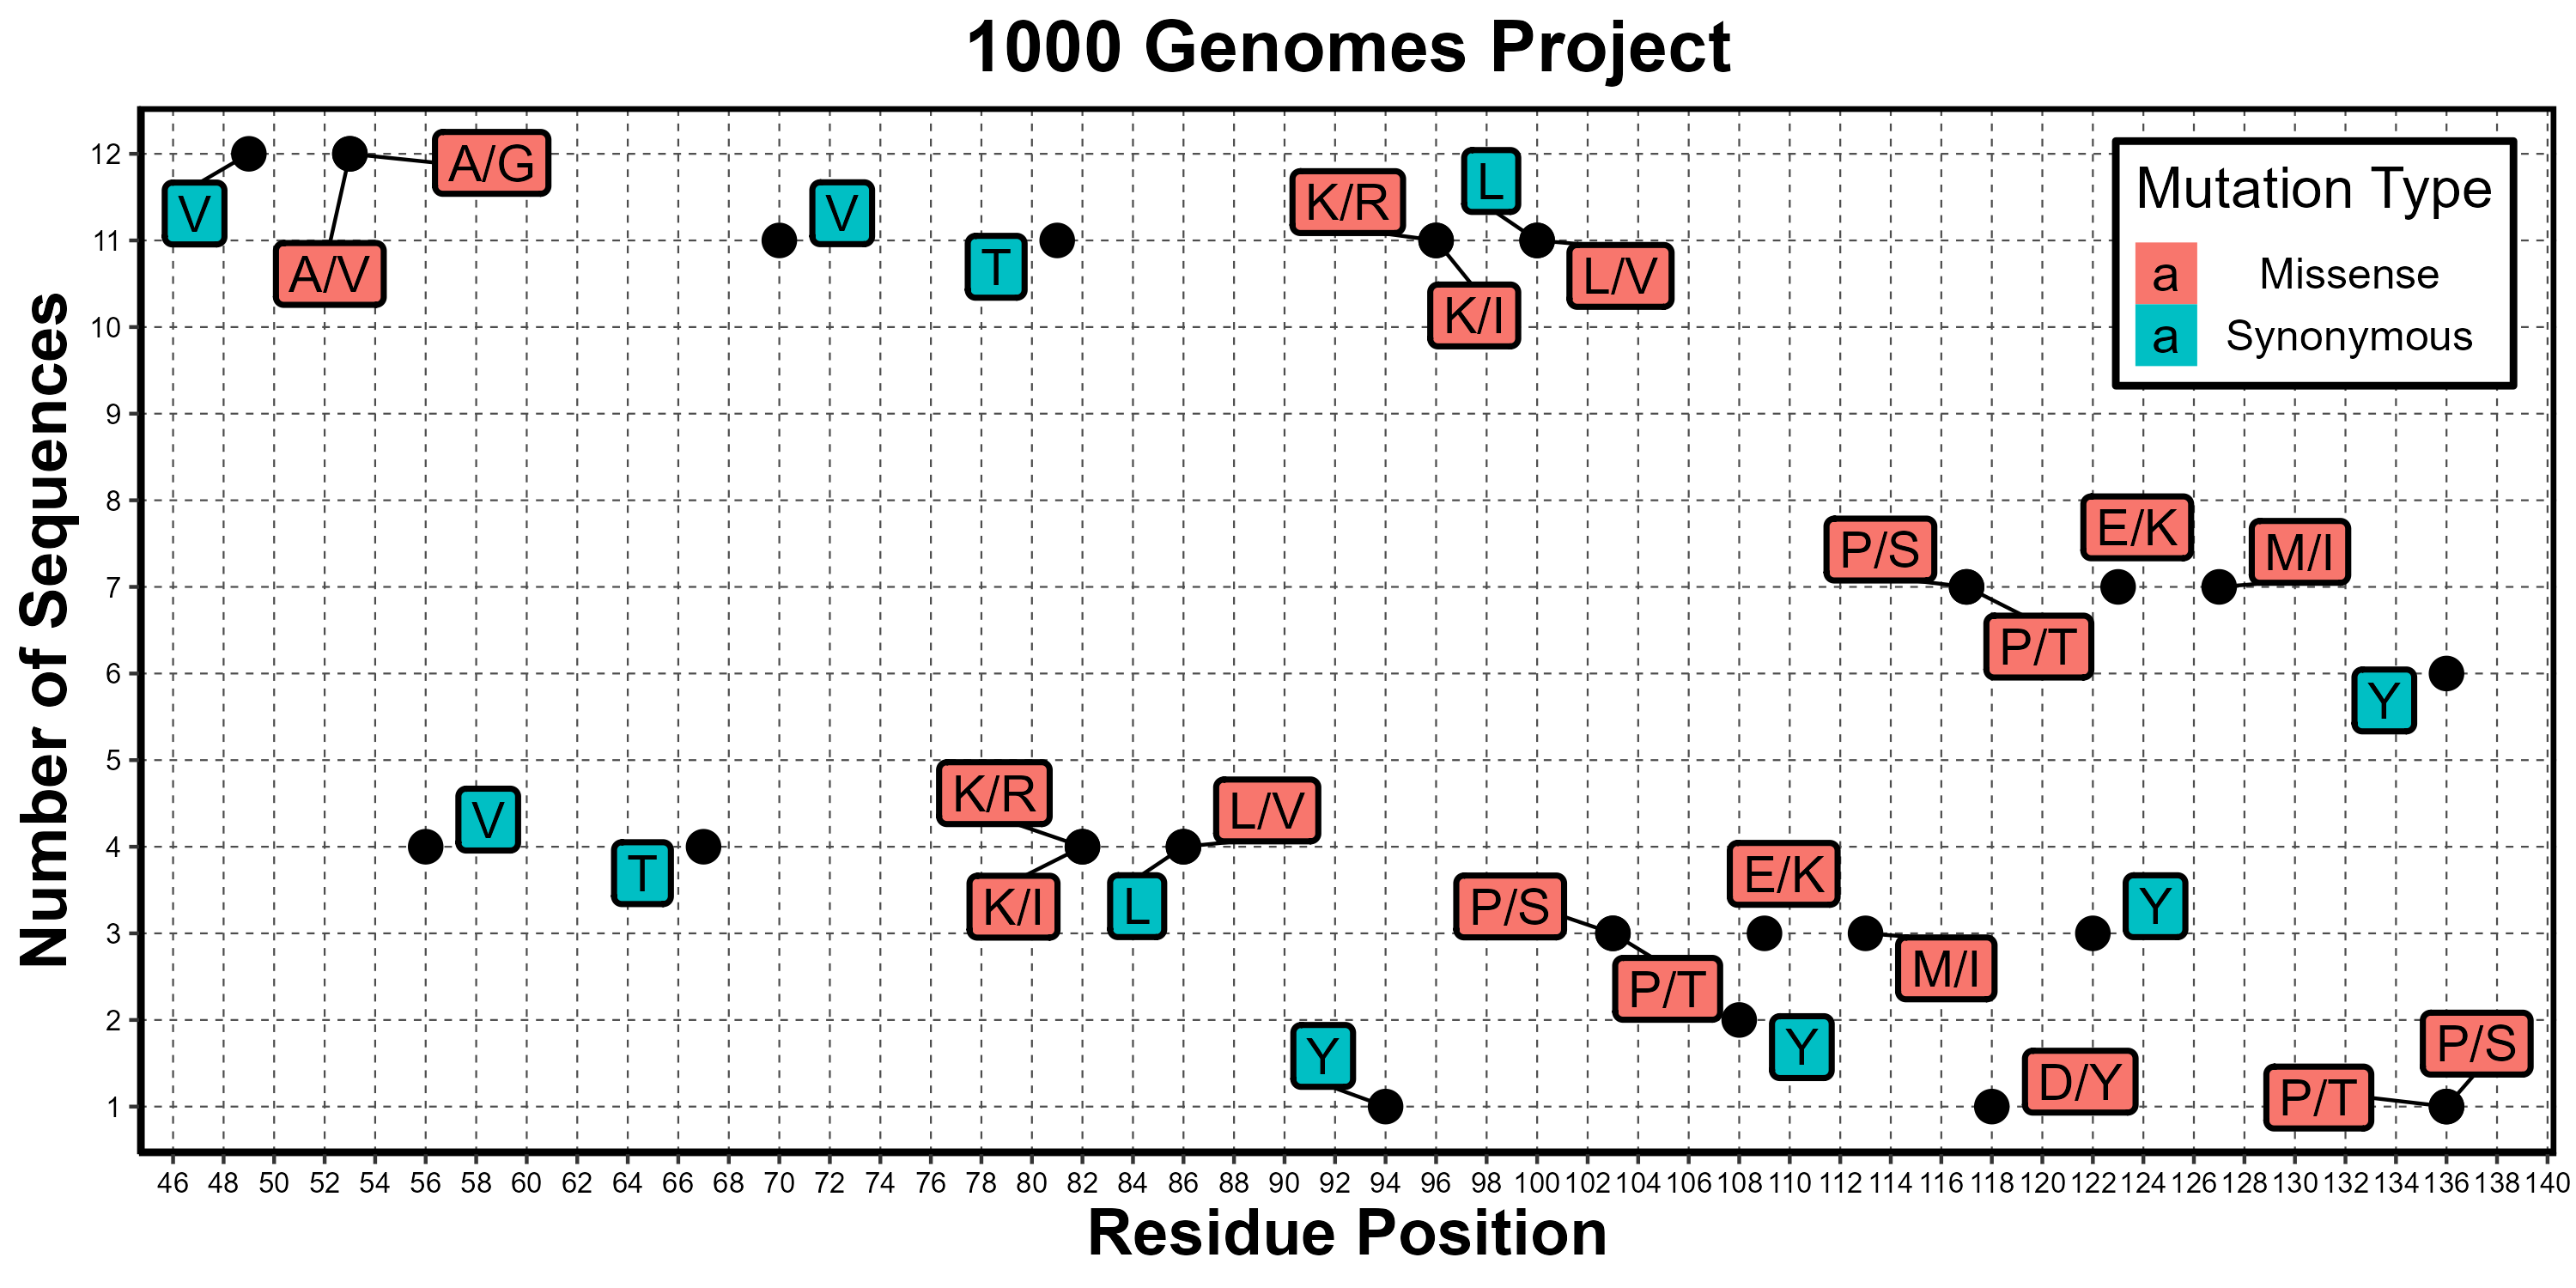 1000 Genomes Project
Number of Sequences
12
11
10
9
8
7
6
5
4
3
2
1
V
A/V
A/G
V
T
K/R
K/I
L
L/V
Mutation Type
a Missense
a Synonymous
P/S
P/T
E/K
M/I
Y
V
T
K/R
K/I
L
L/V
P/S
P/T
E/K
M/I
Y
Y
Y
D/Y
P/T
P/S
46 48 50 52 54 56 58 60 62 64 66 68 70 72 74 76 78 80 82 84 86 88 90 92 94 96 98 100 102 104 106 108 110 112 114 116 118 120 122 124 126 128 130 132 134 136 138 140
Residue Position